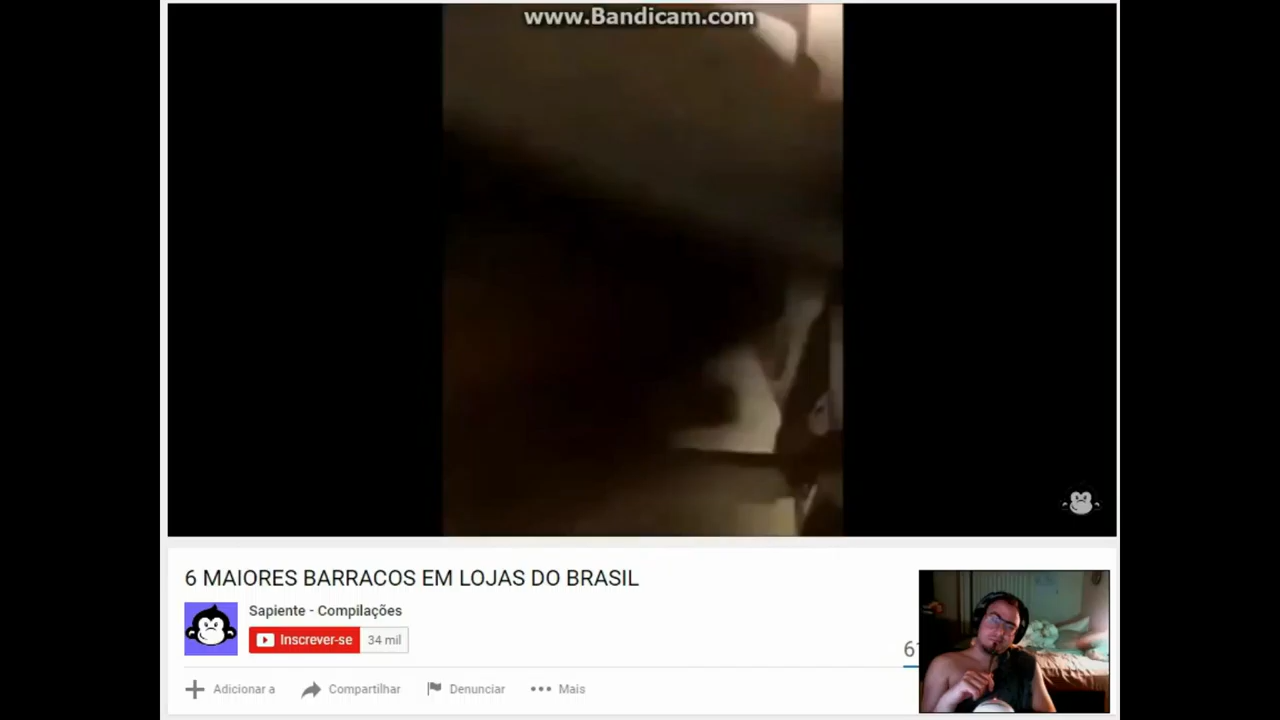 www.Bandicam.com
6 MAIORES BARRACOS EM LOJAS DO BRASIL
Sapiente - Compilações
Inscrever-se 34 mil
Adicionar a Compartilhar Denunciar Mais